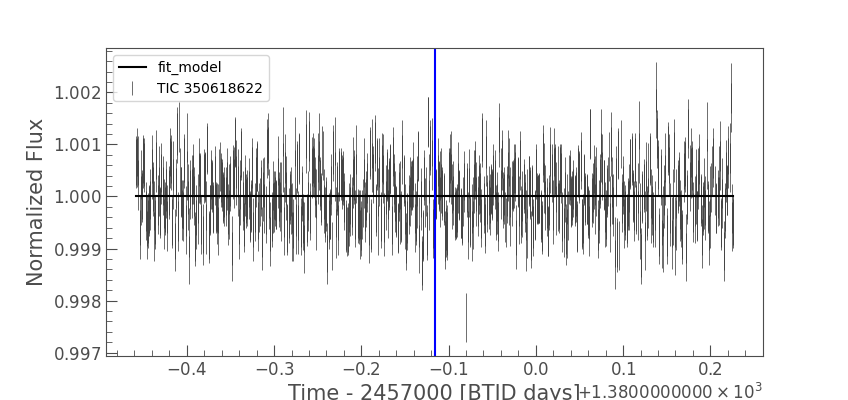 fit_model
TIC 350618622
1.002
1.001
1.000
0.999
0.998
0.997
Normalized Flux
−0.4 −0.3 −0.2 −0.1 0.0 0.1 0.2
Time - 2457000 [BTJD days]
+1.3800000000 × 10³